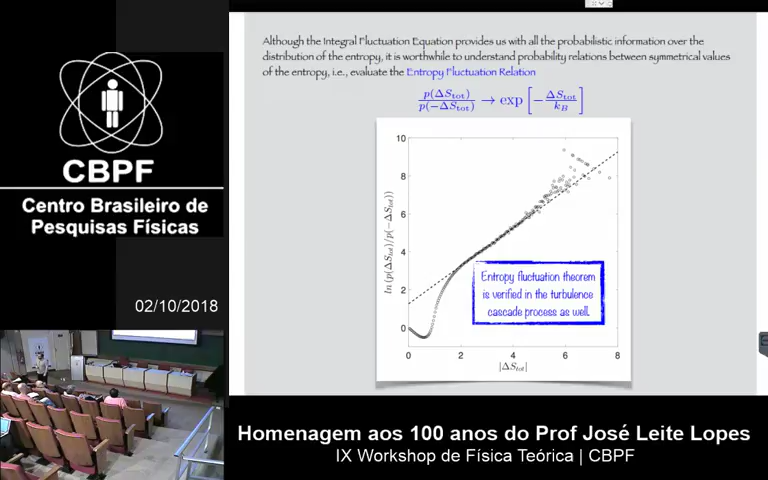 Although the Integral Fluctuation Equation provides us with all the probabilistic information over the
distribution of the entropy, it is worthwhile to understand probability relations between symmetrical values
of the entropy, i.e., evaluate the Entropy Fluctuation Relation
p(ΔS_tot) / p(−ΔS_tot) → exp [ − ΔS_tot / k_B ]
10
8
6
4
2
0
ln (p(ΔS_tot)/p(−ΔS_tot))
Entropy fluctuation theorem
is verified in the turbulence
cascade process as well.
0 2 4 6 8
|ΔS_tot|
CBPF
Centro Brasileiro de
Pesquisas Físicas
02/10/2018
Homenagem aos 100 anos do Prof José Leite Lopes
IX Workshop de Física Teórica | CBPF